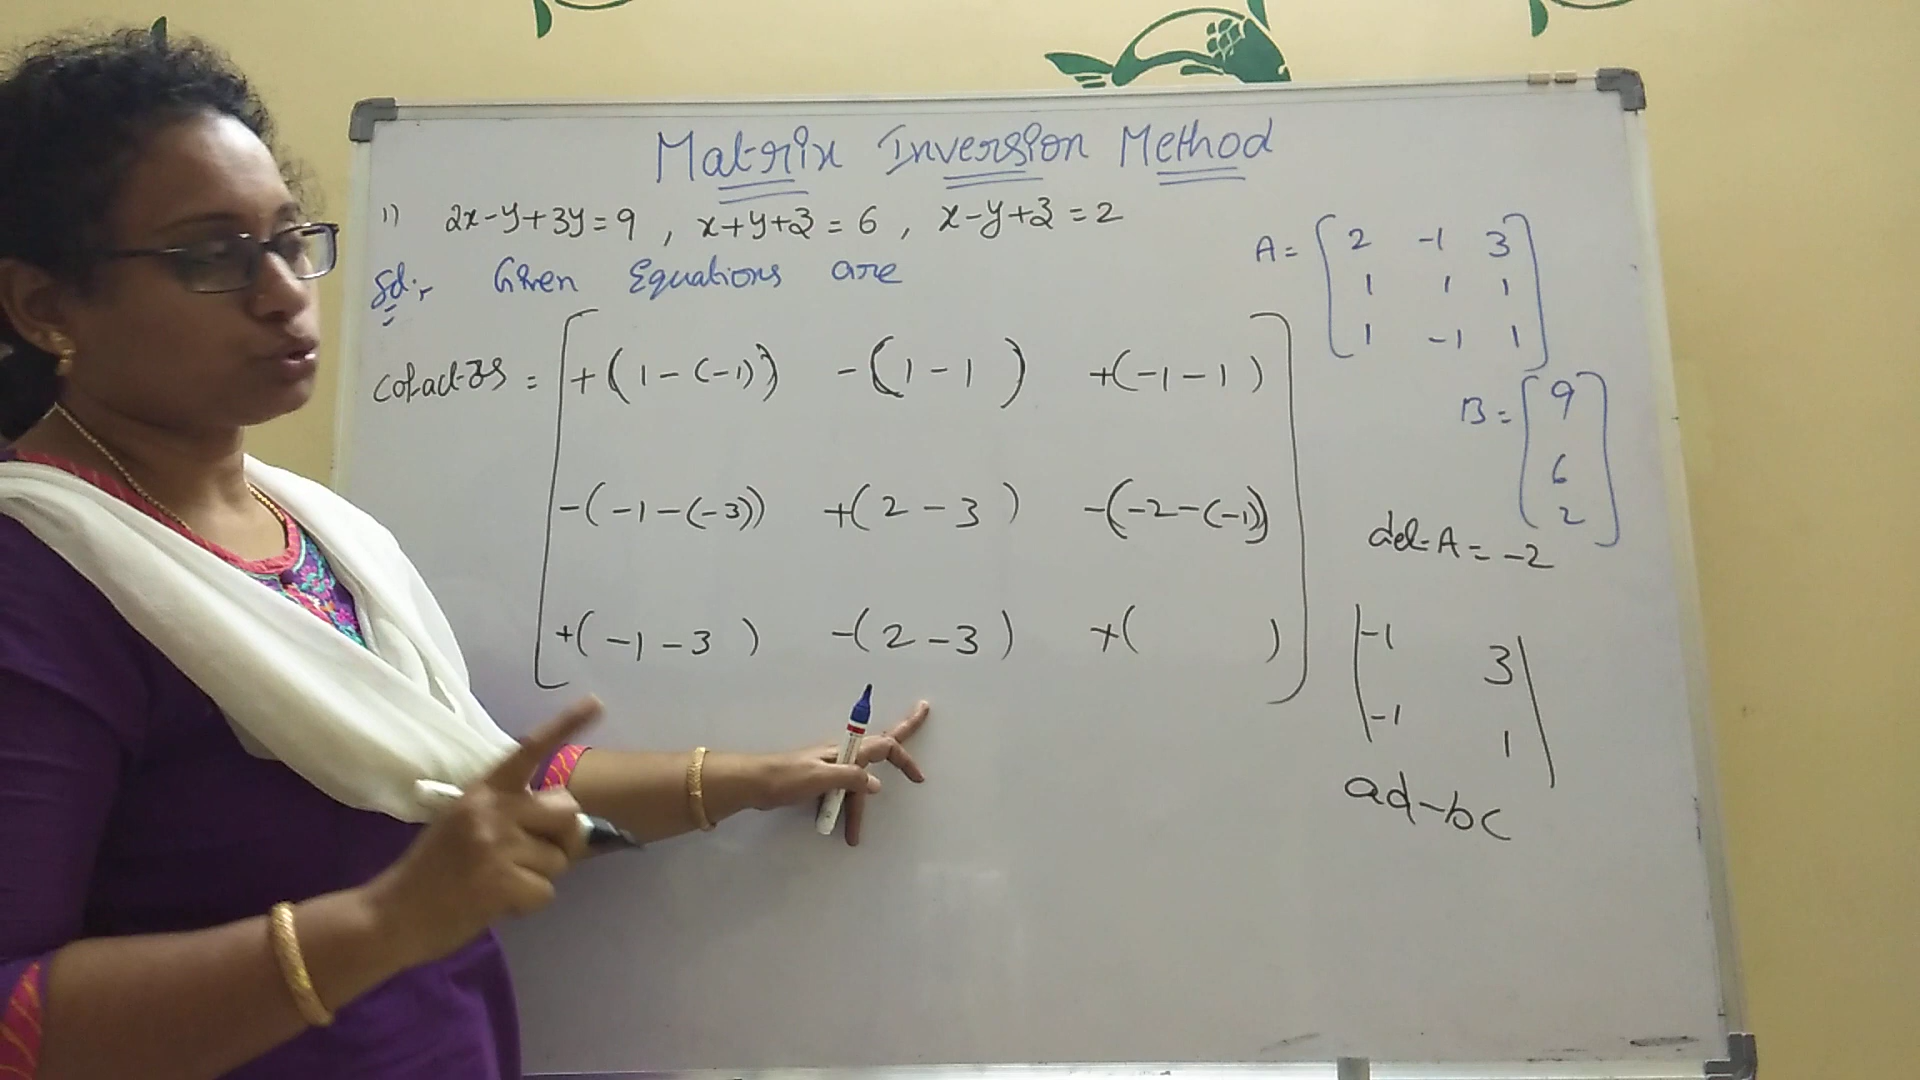 Matrix Inversion Method
1) 2x-y+3y=9 , x+y+z=6 , x-y+z=2
Sol:- Given Equations are
A= [ 2 -1 3
1 1 1
1 -1 1 ]
B= [ 9
6
2 ]
det A = -2
cofactors = [ +(1-(-1)) -(1-1) +(-1-1)
-(-1-(-3)) +(2-3) -(-2-(-1))
+(-1-3) -(2-3) +( ) ]
| -1 3 |
| -1 1 |
ad-bc